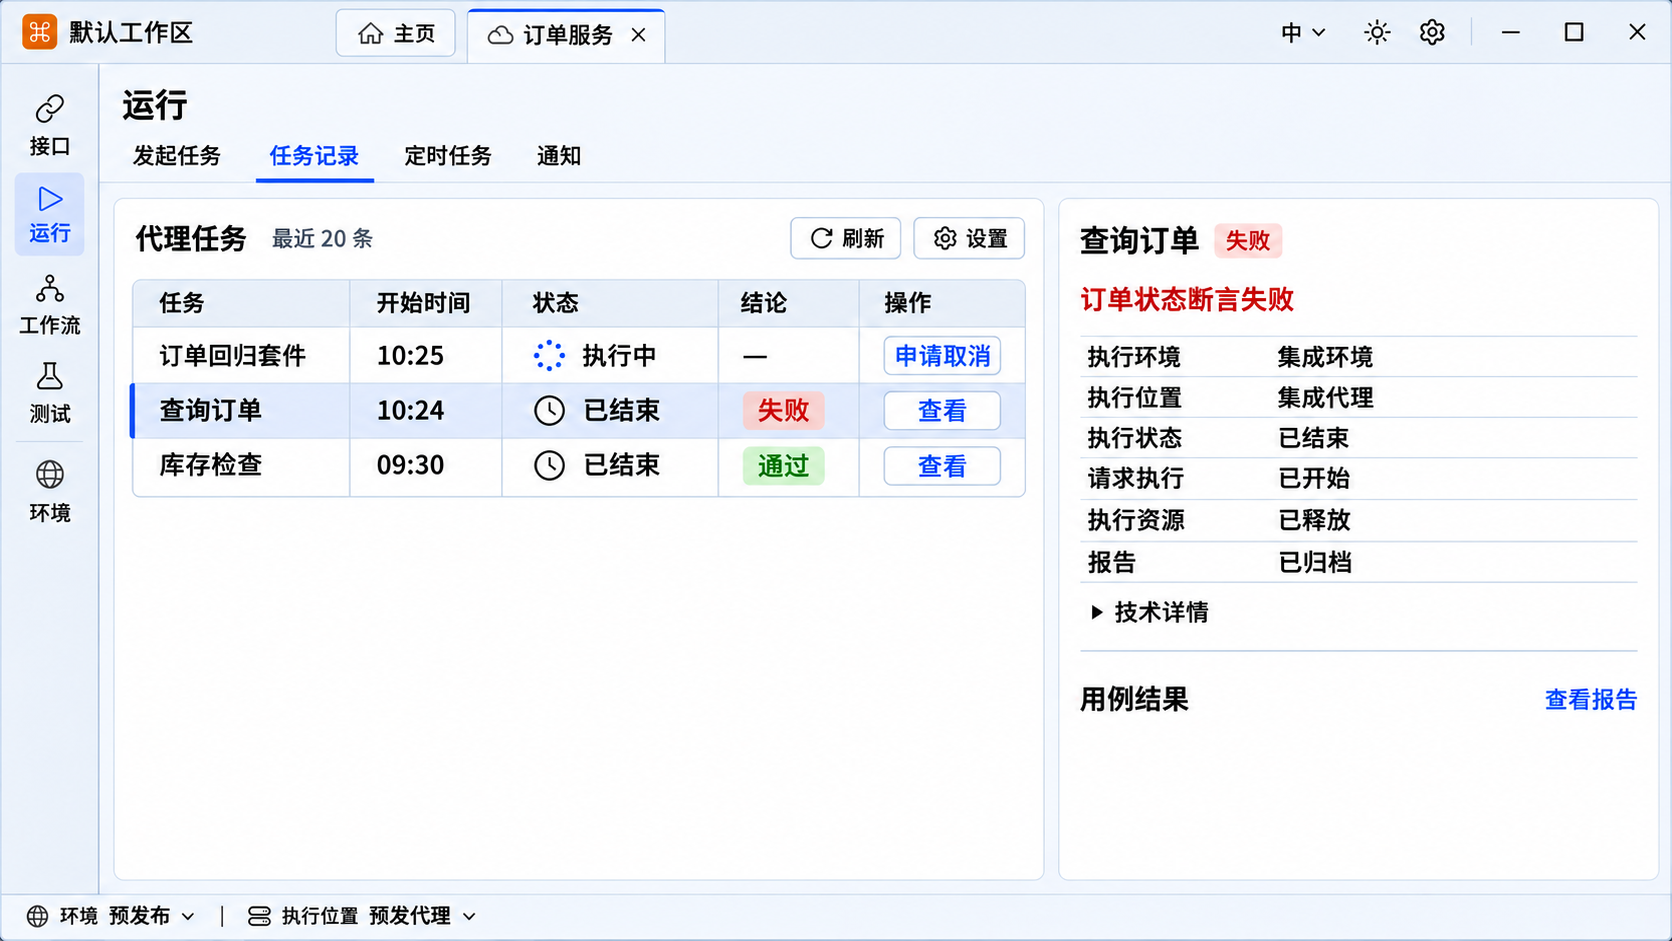 默认工作区
主页
订单服务
中
接口
运行
工作流
测试
环境
运行
发起任务 任务记录 定时任务 通知
代理任务 最近 20 条 刷新 设置
任务 开始时间 状态 结论 操作
订单回归套件 10:25 执行中 — 申请取消
查询订单 10:24 已结束 失败 查看
库存检查 09:30 已结束 通过 查看
查询订单 失败
订单状态断言失败
执行环境 集成环境
执行位置 集成代理
执行状态 已结束
请求执行 已开始
执行资源 已释放
报告 已归档
技术详情
用例结果 查看报告
环境 预发布 | 执行位置 预发代理